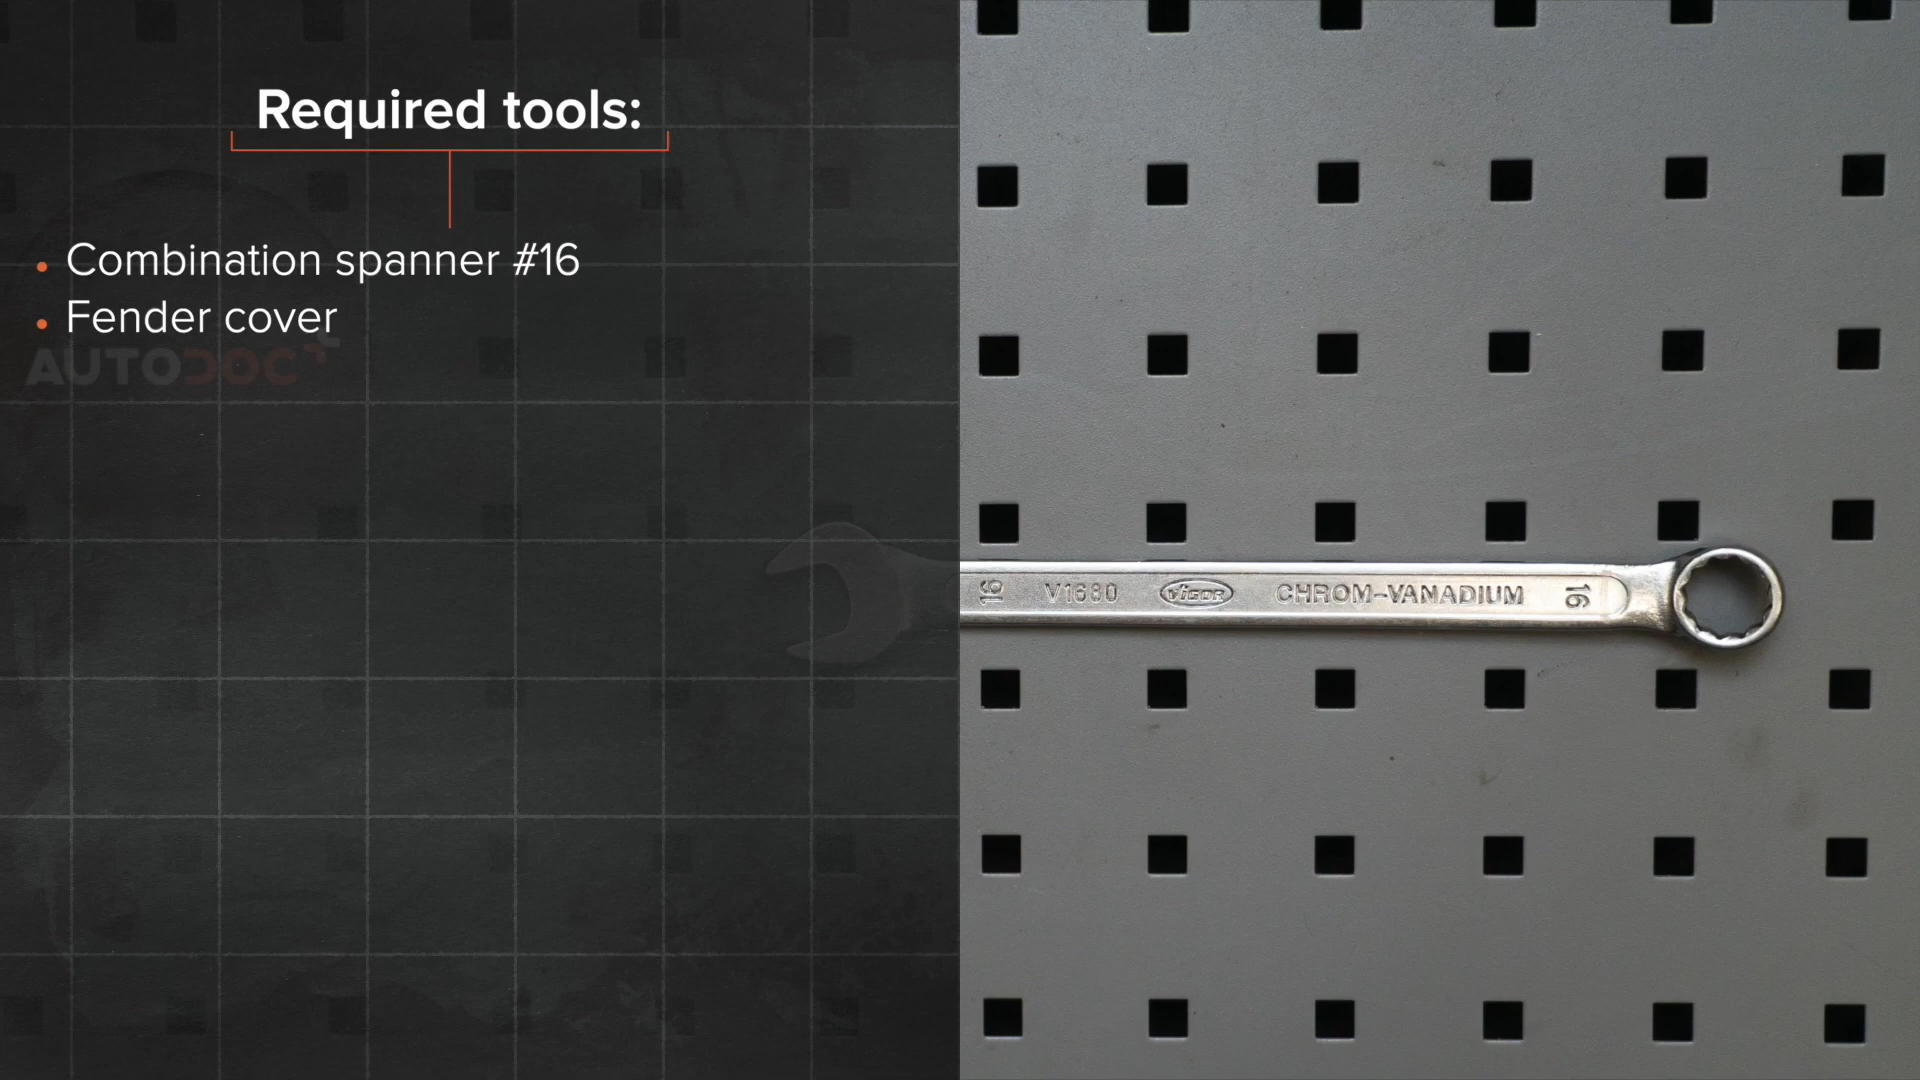 Required tools:
• Combination spanner #16
• Fender cover
AUTODOC
16 V1680 VIGOR CHROM-VANADIUM 16